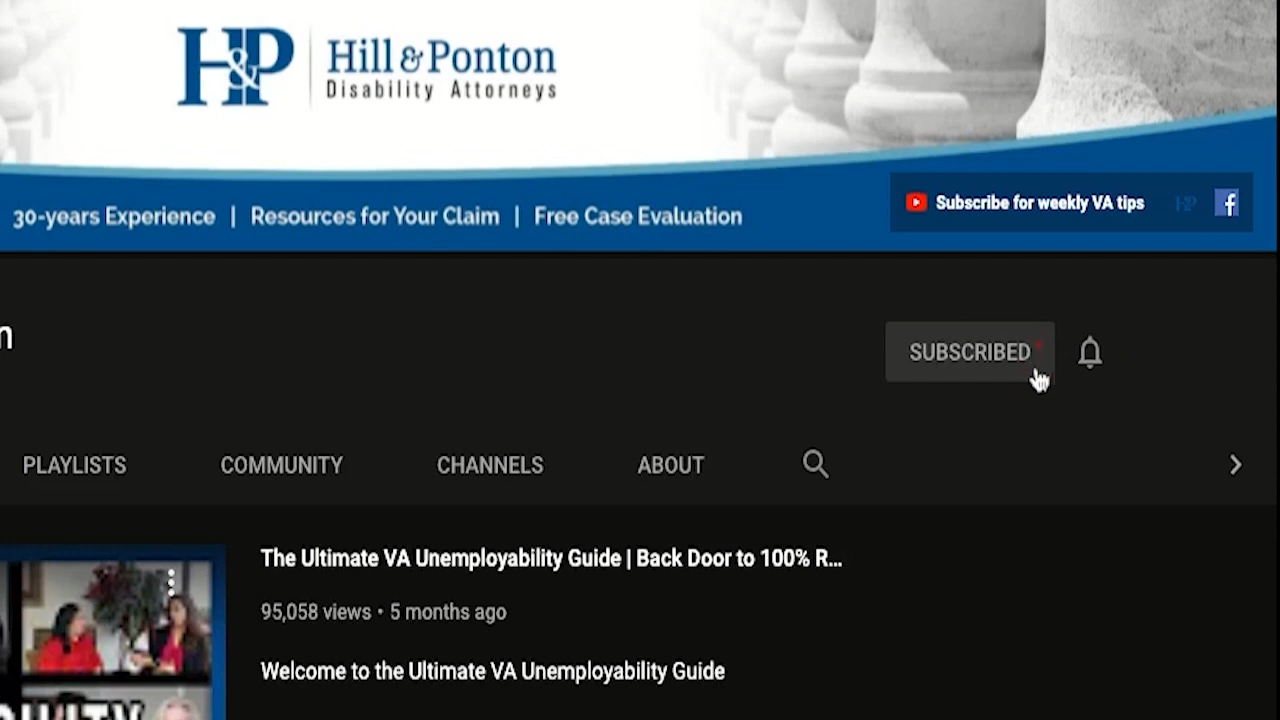 H&P
Hill & Ponton
Disability Attorneys
30-years Experience | Resources for Your Claim | Free Case Evaluation
Subscribe for weekly VA tips HP f
n
SUBSCRIBED
PLAYLISTS COMMUNITY CHANNELS ABOUT
The Ultimate VA Unemployability Guide | Back Door to 100% R...
95,058 views • 5 months ago
Welcome to the Ultimate VA Unemployability Guide